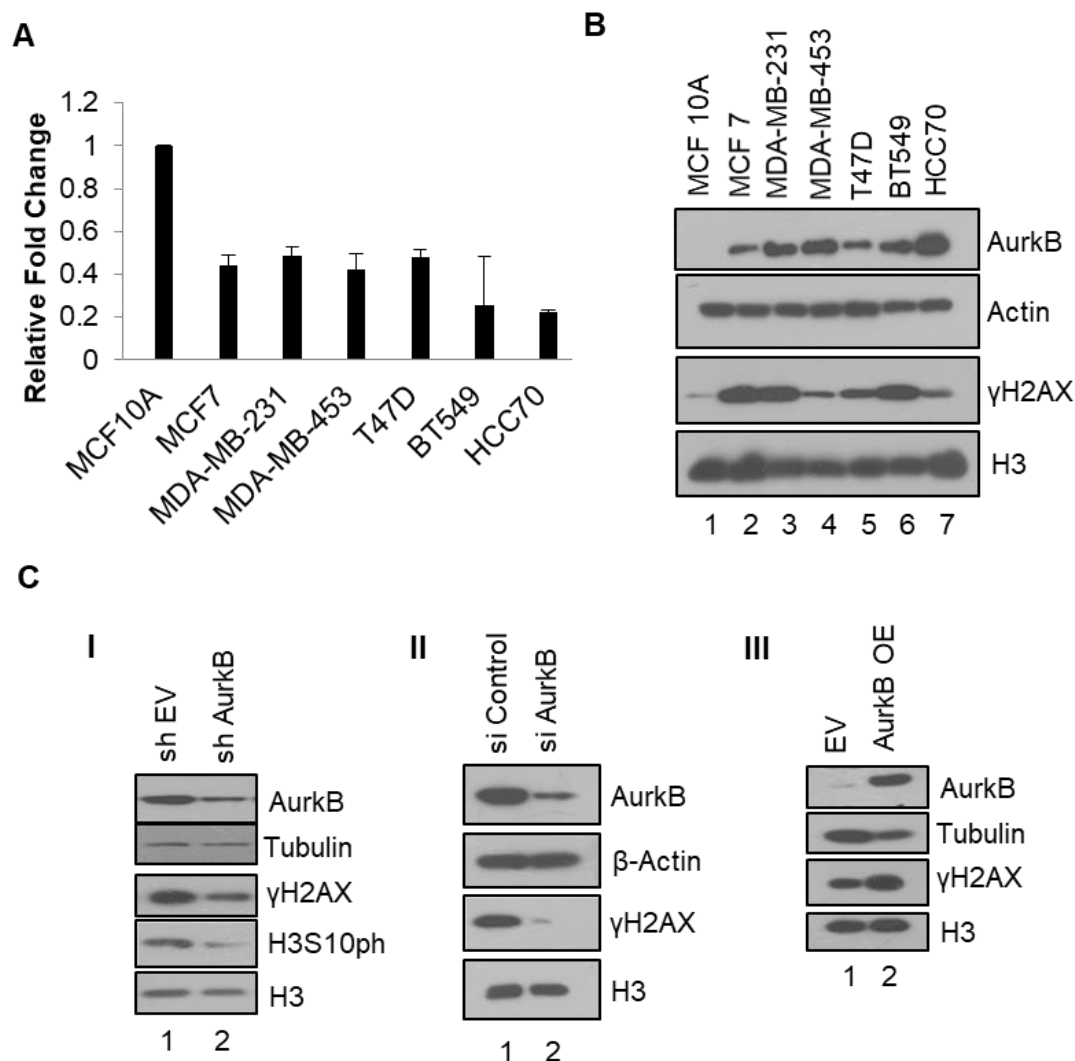 A
Relative Fold Change
1.2
1
0.8
0.6
0.4
0.2
0
MCF10A
MCF7
MDA-MB-231
MDA-MB-453
T47D
BT549
HCC70
B
MCF 10A
MCF 7
MDA-MB-231
MDA-MB-453
T47D
BT549
HCC70
AurkB
Actin
γH2AX
H3
1 2 3 4 5 6 7
C
I
sh EV
sh AurkB
AurkB
Tubulin
γH2AX
H3S10ph
H3
1 2
II
si Control
si AurkB
AurkB
β-Actin
γH2AX
H3
1 2
III
EV
AurkB OE
AurkB
Tubulin
γH2AX
H3
1 2